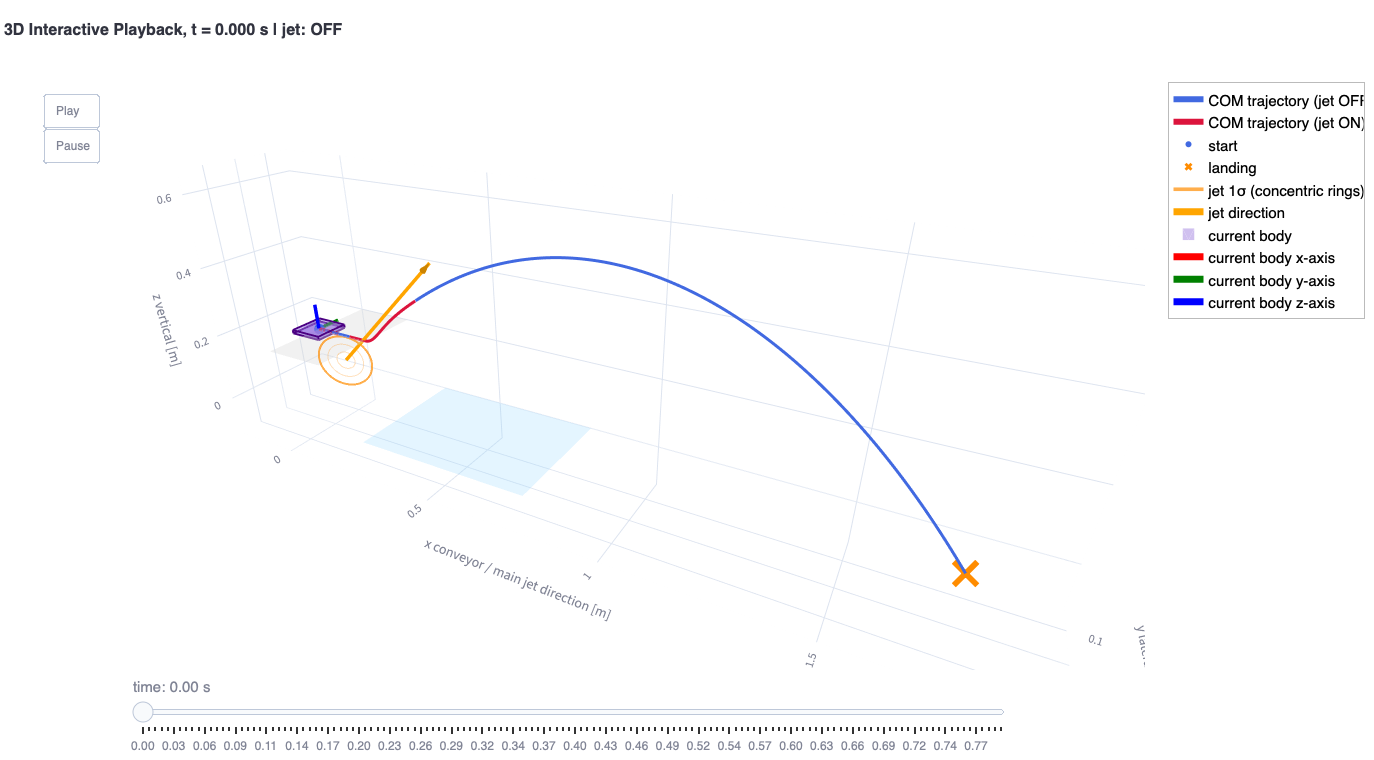 3D Interactive Playback, t = 0.000 s | jet: OFF
Play
Pause
COM trajectory (jet OFF
COM trajectory (jet ON)
start
landing
jet 1σ (concentric rings)
jet direction
current body
current body x-axis
current body y-axis
current body z-axis
0.6
0.4
0.2
0
z vertical [m]
0
0.5
1
1.5
x conveyor / main jet direction [m]
0.1
time: 0.00 s
0.00 0.03 0.06 0.09 0.11 0.14 0.17 0.20 0.23 0.26 0.29 0.32 0.34 0.37 0.40 0.43 0.46 0.49 0.52 0.54 0.57 0.60 0.63 0.66 0.69 0.72 0.74 0.77